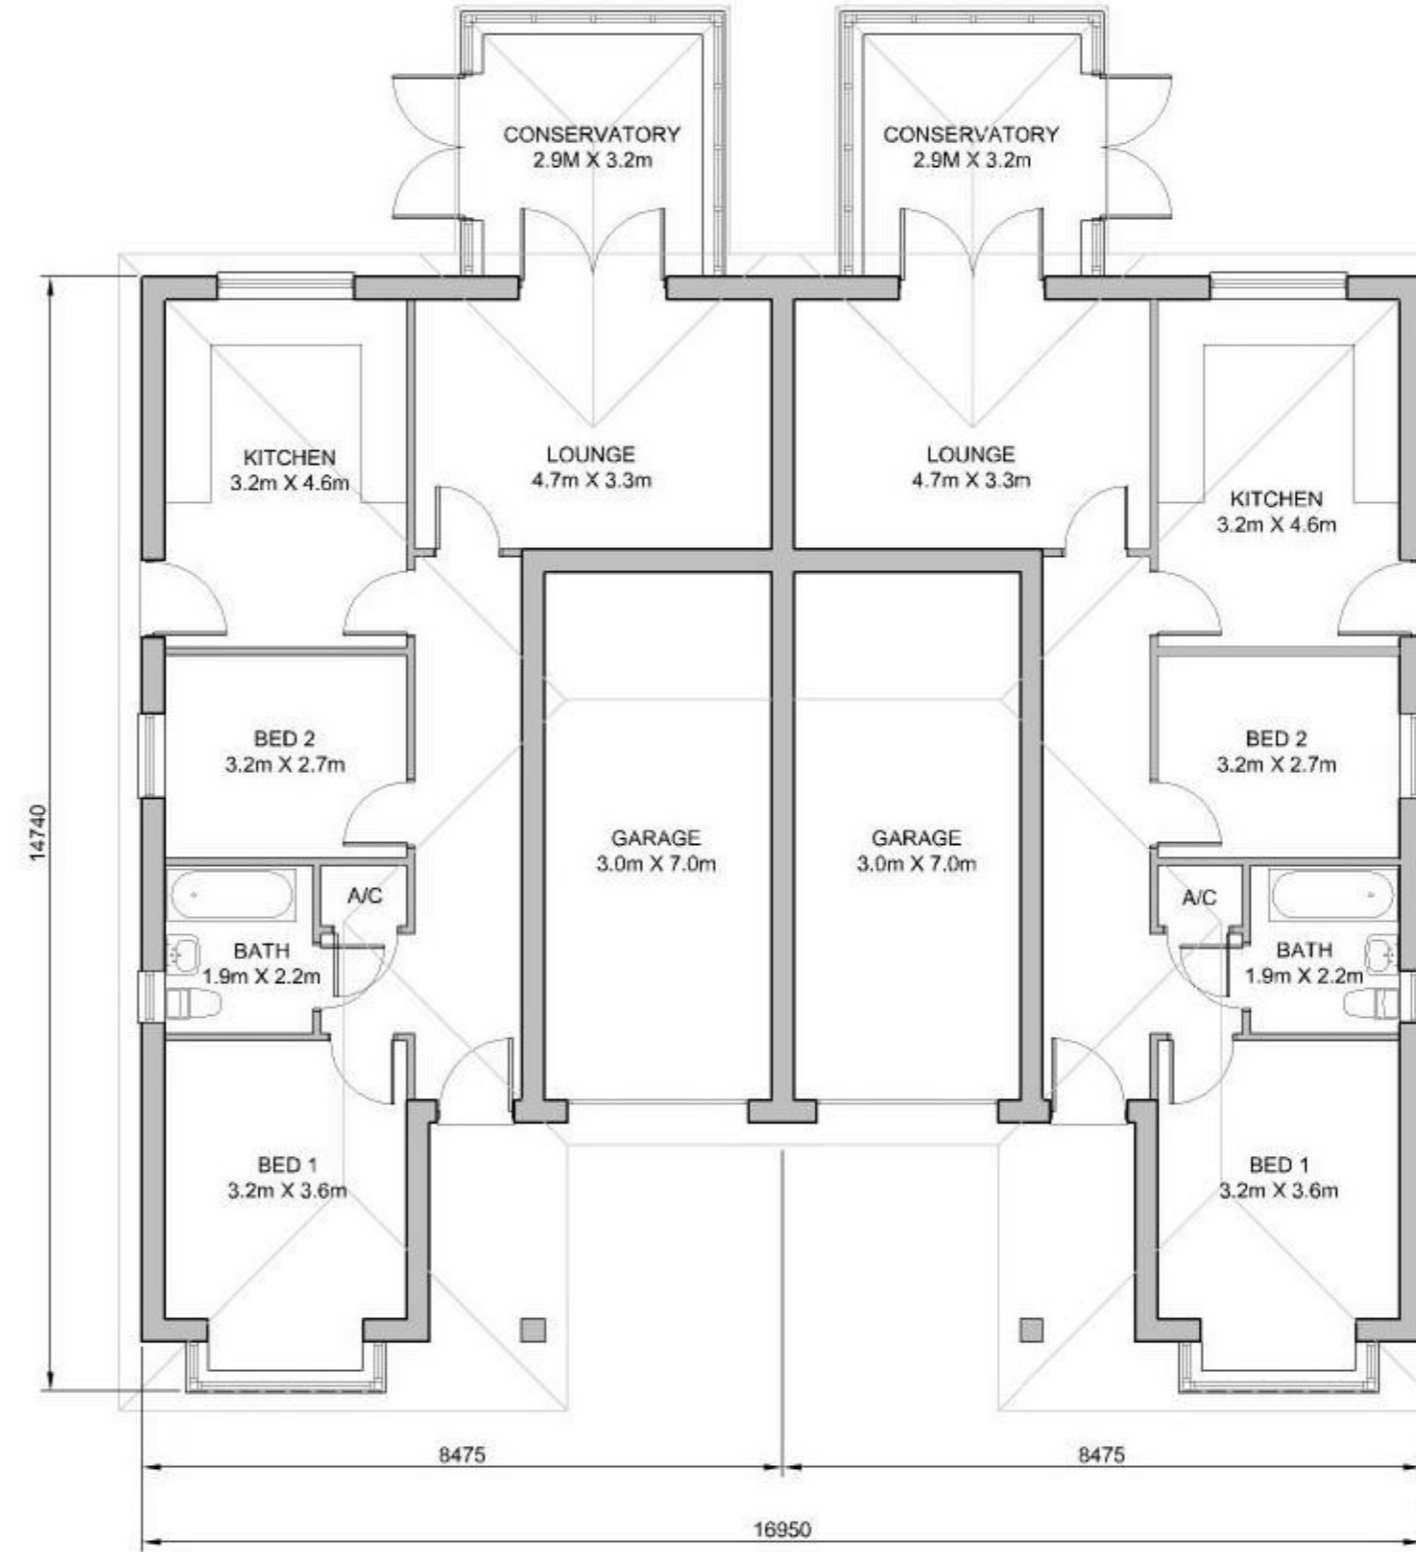 CONSERVATORY
2.9M X 3.2m
CONSERVATORY
2.9M X 3.2m
KITCHEN
3.2m X 4.6m
LOUNGE
4.7m X 3.3m
LOUNGE
4.7m X 3.3m
KITCHEN
3.2m X 4.6m
BED 2
3.2m X 2.7m
BED 2
3.2m X 2.7m
14740
GARAGE
3.0m X 7.0m
GARAGE
3.0m X 7.0m
A/C
A/C
BATH
1.9m X 2.2m
BATH
1.9m X 2.2m
BED 1
3.2m X 3.6m
BED 1
3.2m X 3.6m
8475
8475
16950